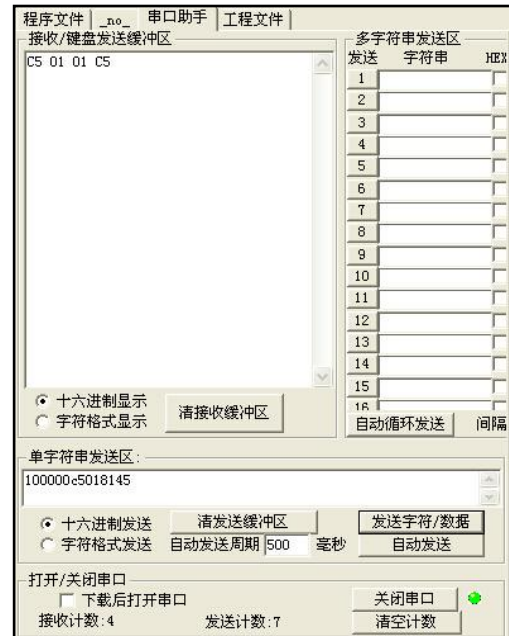 程序文件 _no_ 串口助手 工程文件
接收/键盘发送缓冲区
C5 01 01 C5
十六进制显示
字符格式显示
清接收缓冲区
多字符串发送区
发送 字符串 HEX
1
2
3
4
5
6
7
8
9
10
11
12
13
14
15
16
自动循环发送 间隔
单字符串发送区:
100000c5018145
十六进制发送 清发送缓冲区 发送字符/数据
字符格式发送 自动发送周期 500 毫秒 自动发送
打开/关闭串口
下载后打开串口 关闭串口
接收计数:4 发送计数:7 清空计数